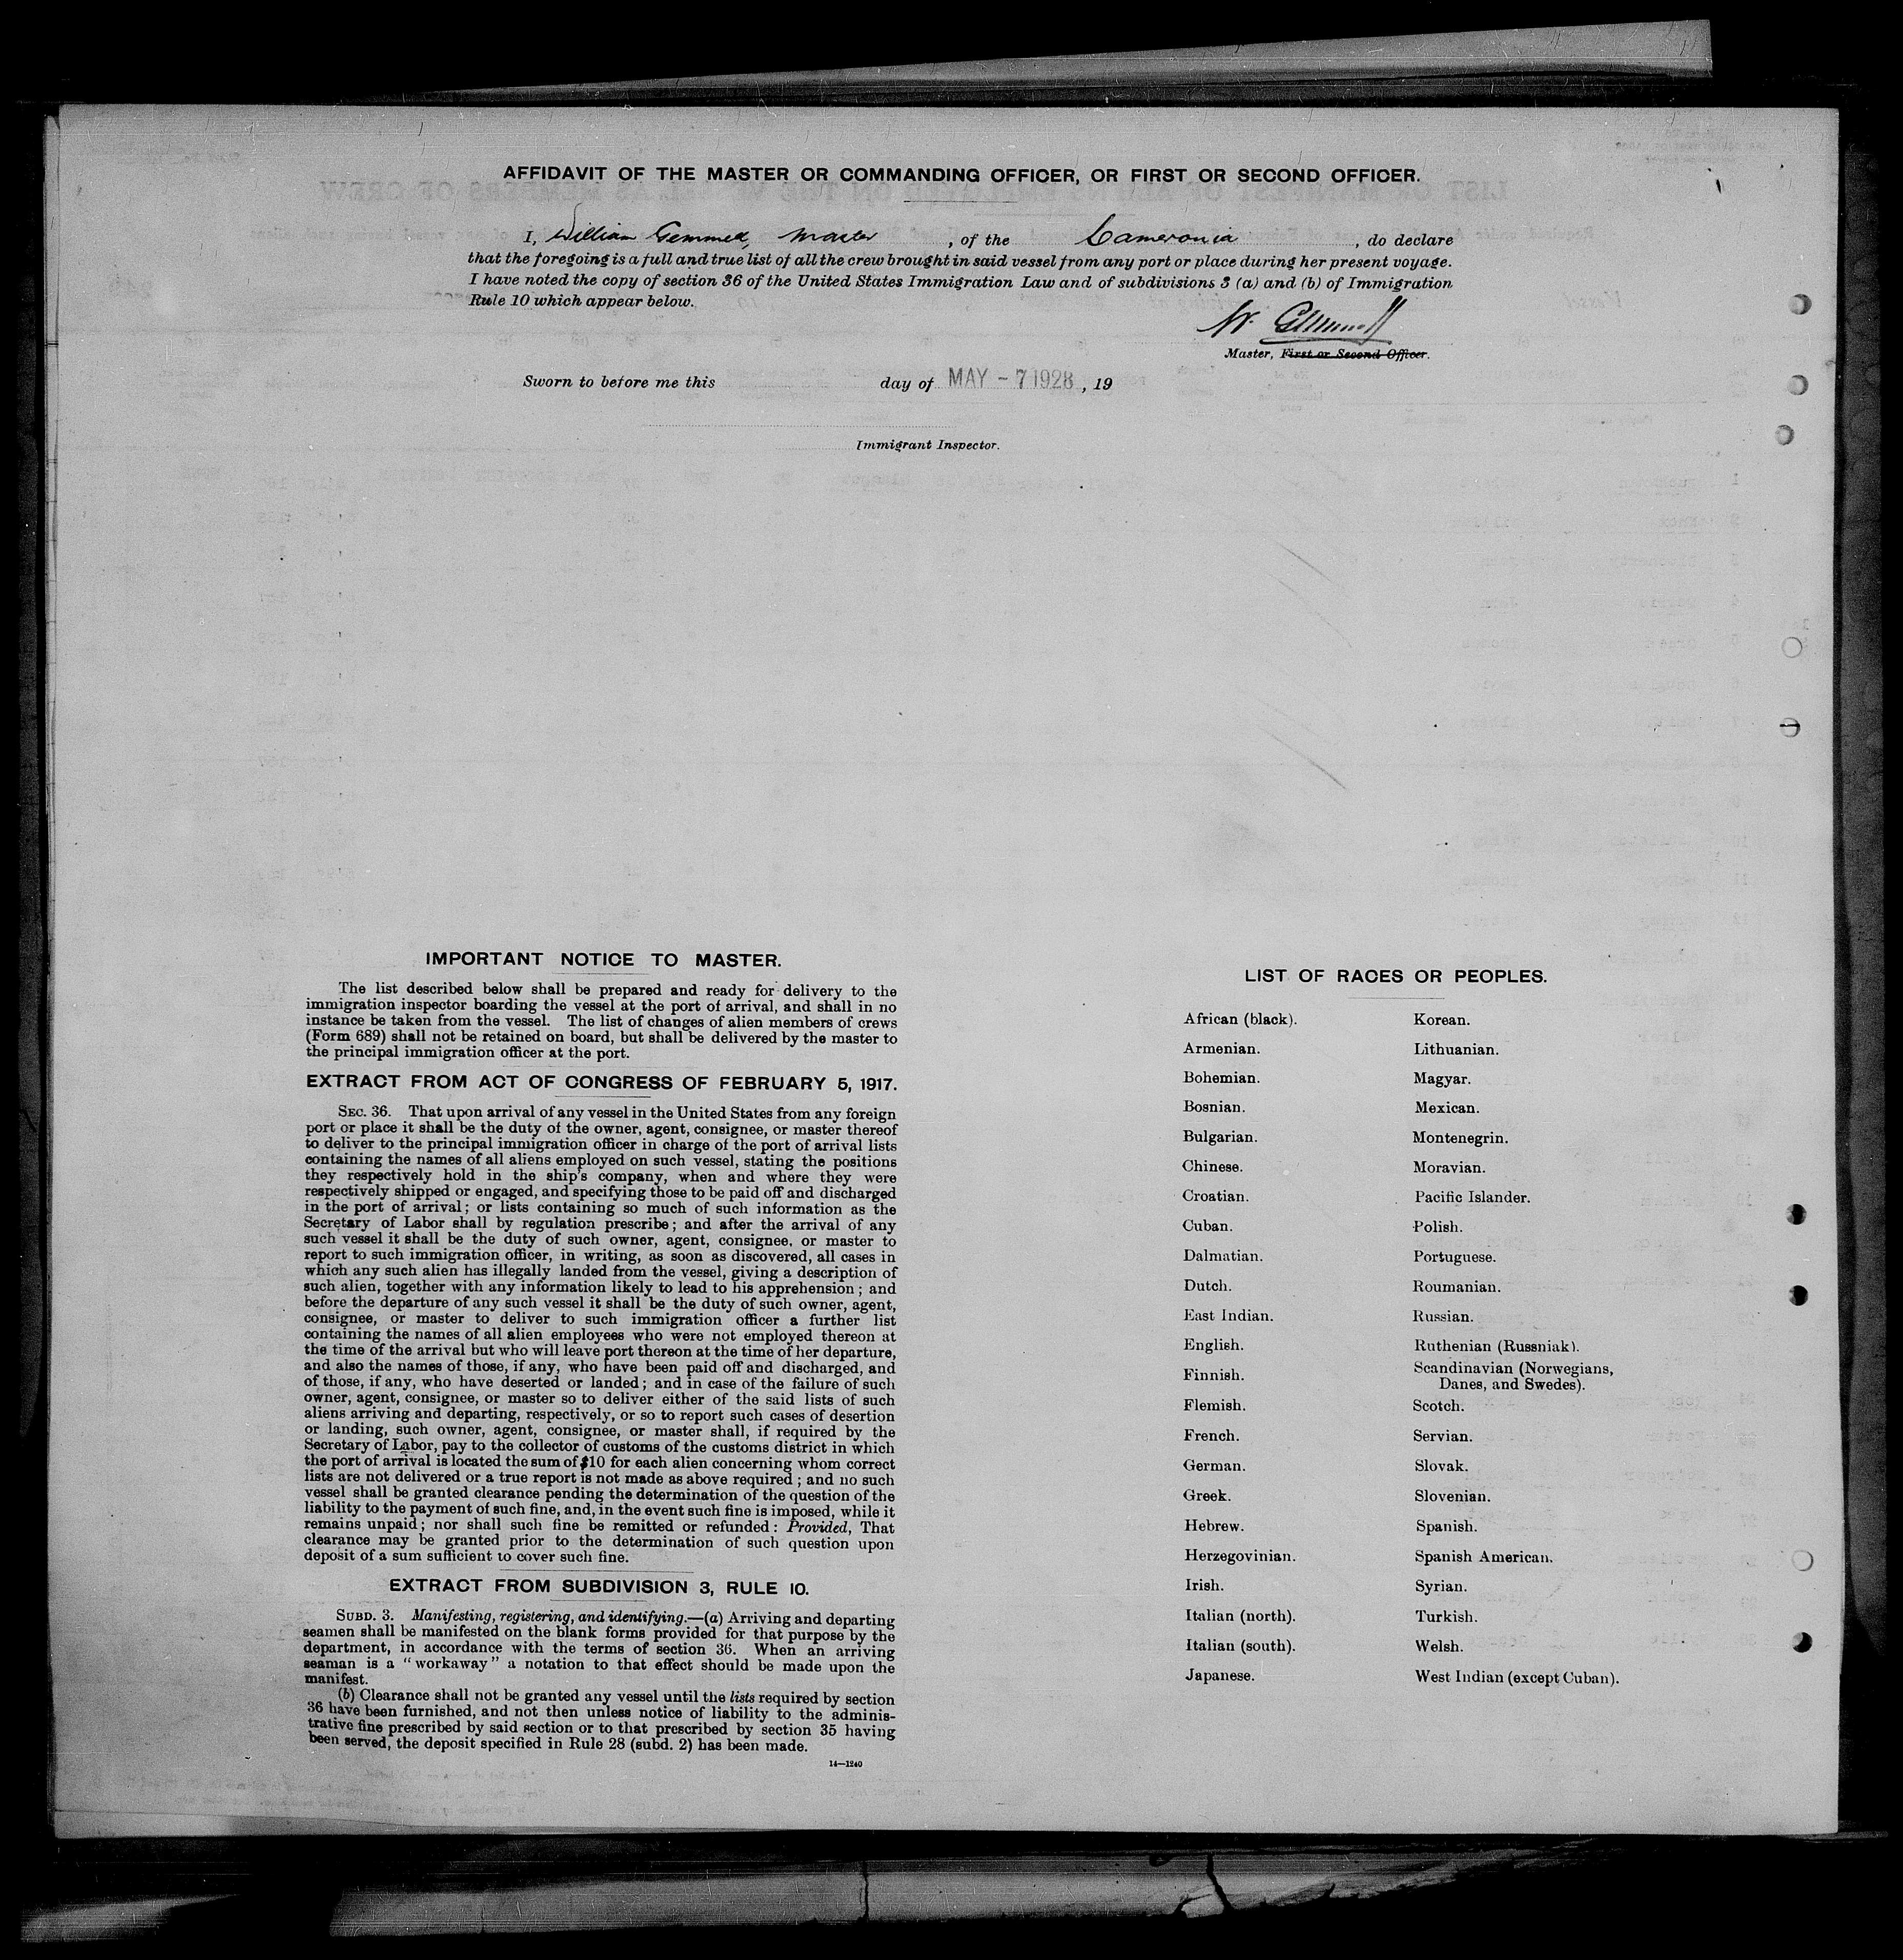 AFFIDAVIT OF THE MASTER OR COMMANDING OFFICER, OR FIRST OR SECOND OFFICER.
I, William Gemmell, Master, of the Cameronia, do declare
that the foregoing is a full and true list of all the crew brought in said vessel from any port or place during her present voyage.
I have noted the copy of section 36 of the United States Immigration Law and of subdivisions 3 (a) and (b) of Immigration
Rule 10 which appear below.
W. Gemmell
Master, First or Second Officer.
Sworn to before me this day of MAY - 7 1928, 19
Immigrant Inspector.
IMPORTANT NOTICE TO MASTER.
The list described below shall be prepared and ready for delivery to the
immigration inspector boarding the vessel at the port of arrival, and shall in no
instance be taken from the vessel. The list of changes of alien members of crews
(Form 689) shall not be retained on board, but shall be delivered by the master to
the principal immigration officer at the port.
EXTRACT FROM ACT OF CONGRESS OF FEBRUARY 5, 1917.
SEC. 36. That upon arrival of any vessel in the United States from any foreign
port or place it shall be the duty of the owner, agent, consignee, or master thereof
to deliver to the principal immigration officer in charge of the port of arrival lists
containing the names of all aliens employed on such vessel, stating the positions
they respectively hold in the ship's company, when and where they were
respectively shipped or engaged, and specifying those to be paid off and discharged
in the port of arrival; or lists containing so much of such information as the
Secretary of Labor shall by regulation prescribe; and after the arrival of any
such vessel it shall be the duty of such owner, agent, consignee, or master to
report to such immigration officer, in writing, as soon as discovered, all cases in
which any such alien has illegally landed from the vessel, giving a description of
such alien, together with any information likely to lead to his apprehension; and
before the departure of any such vessel it shall be the duty of such owner, agent,
consignee, or master to deliver to such immigration officer a further list
containing the names of all alien employees who were not employed thereon at
the time of the arrival but who will leave port thereon at the time of her departure,
and also the names of those, if any, who have been paid off and discharged, and
of those, if any, who have deserted or landed; and in case of the failure of such
owner, agent, consignee, or master so to deliver either of the said lists of such
aliens arriving and departing, respectively, or so to report such cases of desertion
or landing, such owner, agent, consignee, or master shall, if required by the
Secretary of Labor, pay to the collector of customs of the customs district in which
the port of arrival is located the sum of $10 for each alien concerning whom correct
lists are not delivered or a true report is not made as above required; and no such
vessel shall be granted clearance pending the determination of the question of the
liability to the payment of such fine, and, in the event such fine is imposed, while it
remains unpaid; nor shall such fine be remitted or refunded: Provided, That
clearance may be granted prior to the determination of such question upon
deposit of a sum sufficient to cover such fine.
EXTRACT FROM SUBDIVISION 3, RULE 10.
SUBD. 3. Manifesting, registering, and identifying.—(a) Arriving and departing
seamen shall be manifested on the blank forms provided for that purpose by the
department, in accordance with the terms of section 36. When an arriving
seaman is a "workaway" a notation to that effect should be made upon the
manifest.
(b) Clearance shall not be granted any vessel until the lists required by section
36 have been furnished, and not then unless notice of liability to the adminis-
trative fine prescribed by said section or to that prescribed by section 35 having
been served, the deposit specified in Rule 28 (subd. 2) has been made.
14—1240
LIST OF RACES OR PEOPLES.
African (black). Korean.
Armenian. Lithuanian.
Bohemian. Magyar.
Bosnian. Mexican.
Bulgarian. Montenegrin.
Chinese. Moravian.
Croatian. Pacific Islander.
Cuban. Polish.
Dalmatian. Portuguese.
Dutch. Roumanian.
East Indian. Russian.
English. Ruthenian (Russniak).
Finnish. Scandinavian (Norwegians,
Danes, and Swedes).
Flemish. Scotch.
French. Servian.
German. Slovak.
Greek. Slovenian.
Hebrew. Spanish.
Herzegovinian. Spanish American.
Irish. Syrian.
Italian (north). Turkish.
Italian (south). Welsh.
Japanese. West Indian (except Cuban).